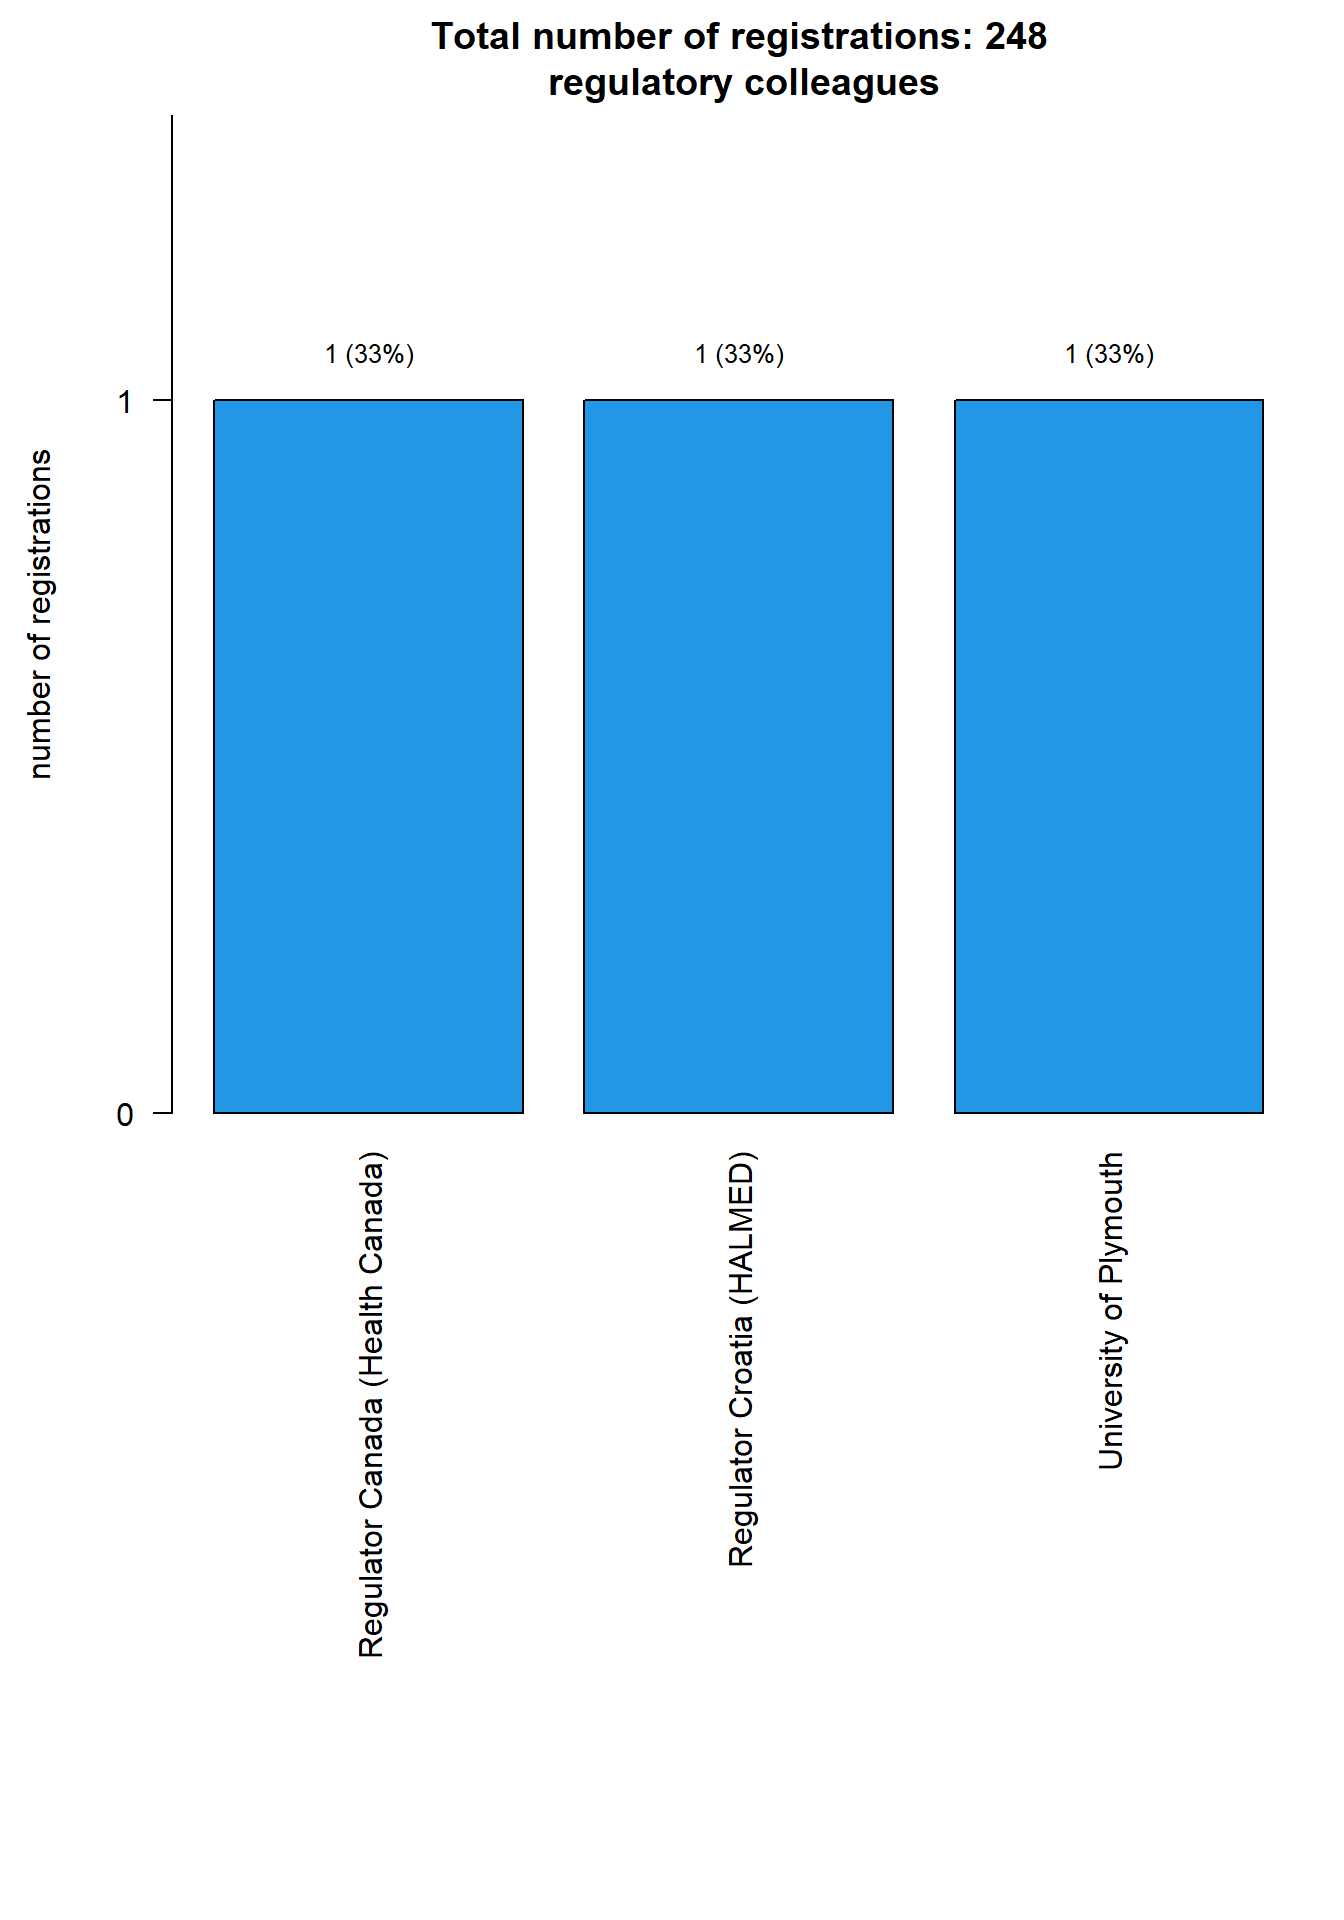 Total number of registrations: 248
regulatory colleagues
number of registrations
1
0
1 (33%)
1 (33%)
1 (33%)
Regulator Canada (Health Canada)
Regulator Croatia (HALMED)
University of Plymouth